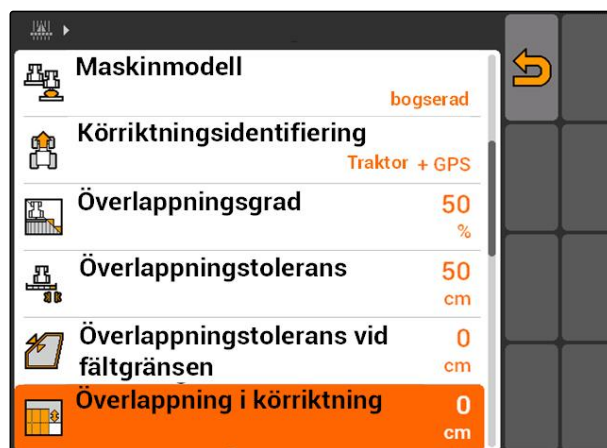 Maskinmodell
bogserad
Körriktningsidentifiering
Traktor + GPS
Överlappningsgrad
50
%
Överlappningstolerans
50
cm
Överlappningstolerans vid
fältgränsen
0
cm
Överlappning i körriktning
0
cm